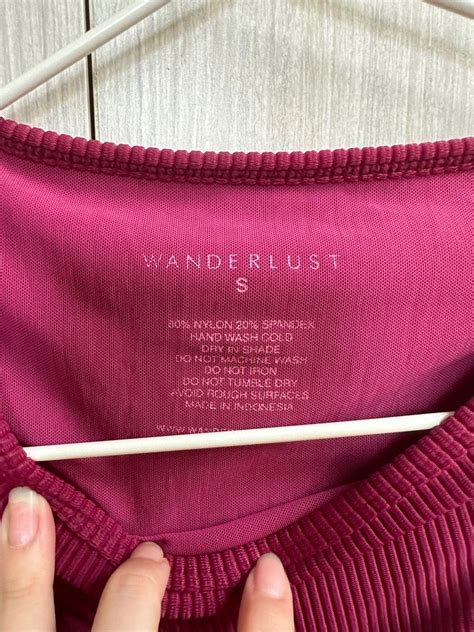 WANDERLUST
S
80% NYLON 20% SPANDEX
HAND WASH COLD
DRY IN SHADE
DO NOT MACHINE WASH
DO NOT IRON
DO NOT TUMBLE DRY
AVOID ROUGH SURFACES
MADE IN INDONESIA